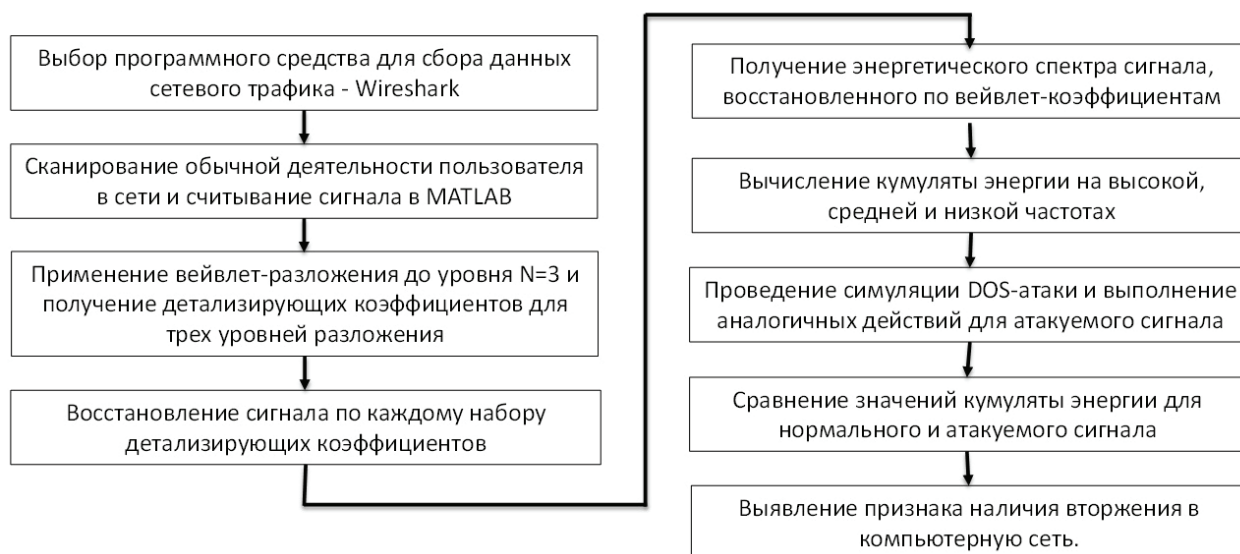 Выбор программного средства для сбора данных
сетевого трафика - Wireshark
Сканирование обычной деятельности пользователя
в сети и считывание сигнала в MATLAB
Применение вейвлет-разложения до уровня N=3 и
получение детализирующих коэффициентов для
трех уровней разложения
Восстановление сигнала по каждому набору
детализирующих коэффициентов
Получение энергетического спектра сигнала,
восстановленного по вейвлет-коэффициентам
Вычисление кумуляты энергии на высокой,
средней и низкой частотах
Проведение симуляции DOS-атаки и выполнение
аналогичных действий для атакуемого сигнала
Сравнение значений кумуляты энергии для
нормального и атакуемого сигнала
Выявление признака наличия вторжения в
компьютерную сеть.